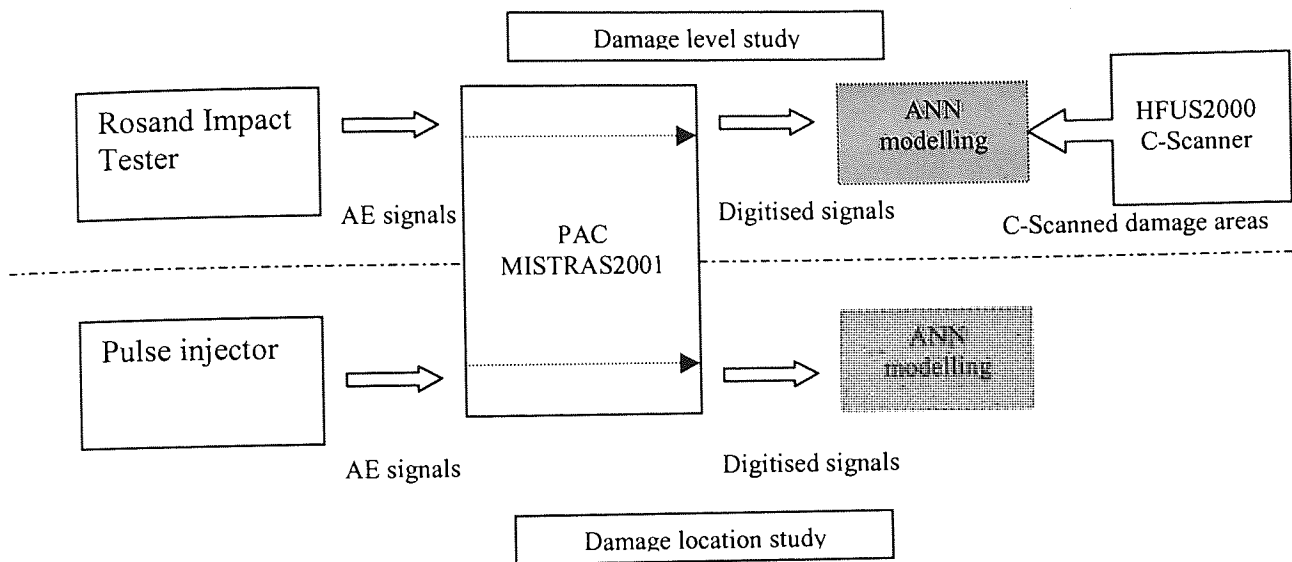 Damage level study
Rosand Impact
Tester
ANN
modelling
HFUS2000
C-Scanner
AE signals
Digitised signals
C-Scanned damage areas
PAC
MISTRAS2001
Pulse injector
ANN
modelling
AE signals
Digitised signals
Damage location study